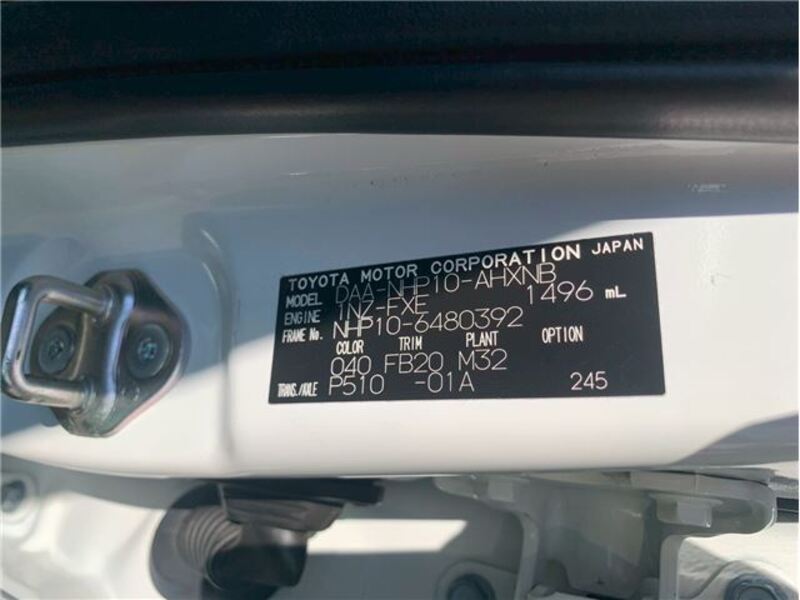 TOYOTA MOTOR CORPORATION JAPAN
MODEL DAA-NHP10-AHXNB
ENGINE 1NZ-FXE 1496 mL
FRAME No. NHP10-6480392
COLOR TRIM PLANT OPTION
040 FB20 M32
TRANS./AXLE P510 -01A 245